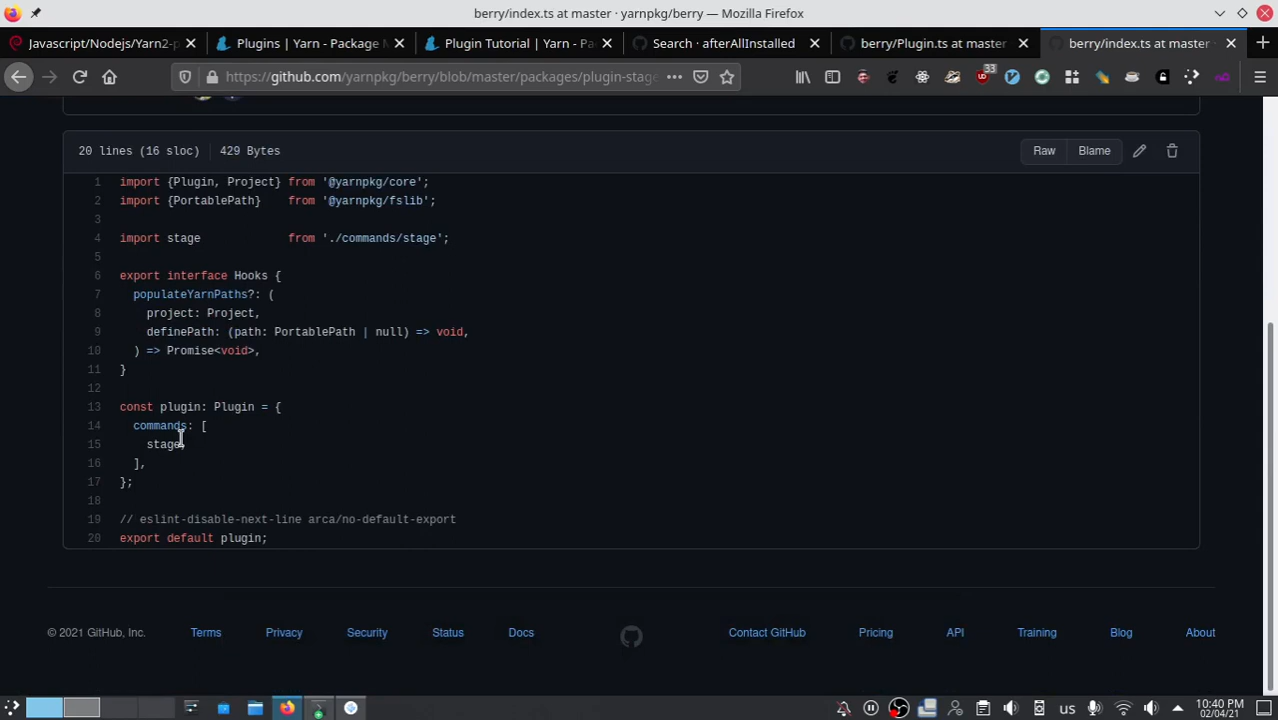 berry/index.ts at master · yarnpkg/berry — Mozilla Firefox
Javascript/Nodejs/Yarn2-p
Plugins | Yarn - Package M
Plugin Tutorial | Yarn - P
Search · afterAllInstalled
berry/Plugin.ts at master ·
berry/index.ts at master ·
https://github.com/yarnpkg/berry/blob/master/packages/plugin-stage
33
20 lines (16 sloc) 429 Bytes
Raw
Blame
1 import {Plugin, Project} from '@yarnpkg/core';
2 import {PortablePath} from '@yarnpkg/fslib';
3
4 import stage from './commands/stage';
5
6 export interface Hooks {
7 populateYarnPaths?: (
8 project: Project,
9 definePath: (path: PortablePath | null) => void,
10 ) => Promise<void>,
11 }
12
13 const plugin: Plugin = {
14 commands: [
15 stage,
16 ],
17 };
18
19 // eslint-disable-next-line arca/no-default-export
20 export default plugin;
© 2021 GitHub, Inc.
Terms
Privacy
Security
Status
Docs
Contact GitHub
Pricing
API
Training
Blog
About
us
10:40 PM
02/04/21